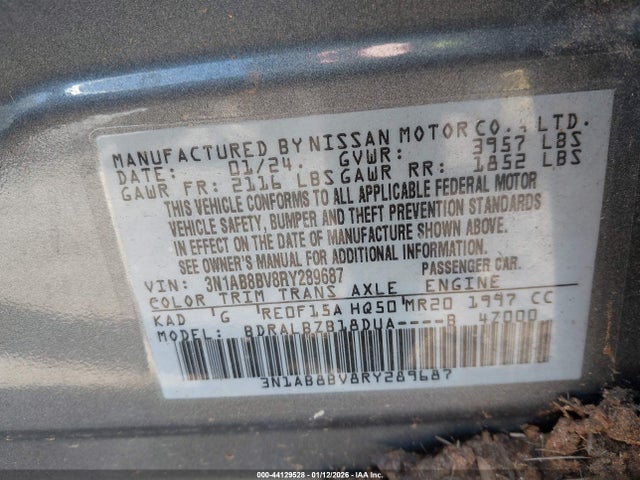 MANUFACTURED BY NISSAN MOTOR CO., LTD.
DATE: 01/24. GVWR: 3957 LBS
GAWR FR: 2116 LBS GAWR RR: 1852 LBS
THIS VEHICLE CONFORMS TO ALL APPLICABLE FEDERAL MOTOR
VEHICLE SAFETY, BUMPER AND THEFT PREVENTION STANDARDS
IN EFFECT ON THE DATE OF MANUFACTURE SHOWN ABOVE.
SEE OWNER'S MANUAL FOR ADDITIONAL INFORMATION.
VIN: 3N1AB8BV8RY289687 PASSENGER CAR.
COLOR TRIM TRANS AXLE ENGINE
KAD G RE0F15A HQ50 MR20 1997 CC
MODEL: BDRALBZB18DUA----B 47000
3N1AB8BV8RY289687
000-44129528 - 01/12/2026 - IAAI.COM